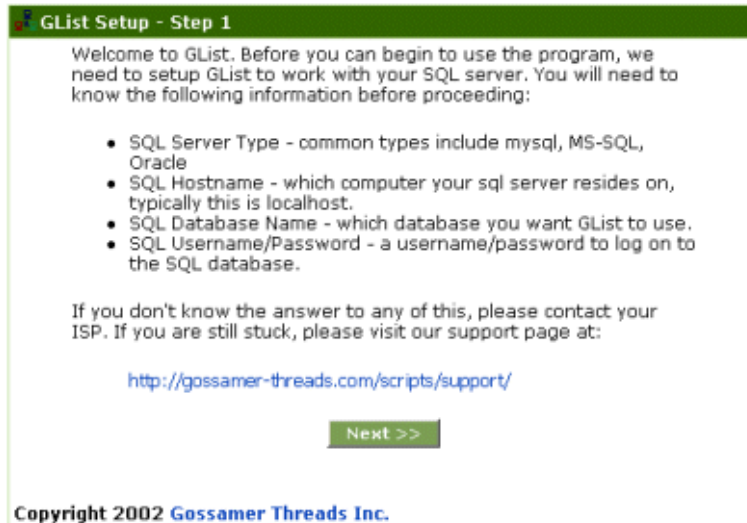 GList Setup - Step 1
Welcome to GList. Before you can begin to use the program, we
need to setup GList to work with your SQL server. You will need to
know the following information before proceeding:
• SQL Server Type - common types include mysql, MS-SQL,
Oracle
• SQL Hostname - which computer your sql server resides on,
typically this is localhost.
• SQL Database Name - which database you want GList to use.
• SQL Username/Password - a username/password to log on to
the SQL database.
If you don't know the answer to any of this, please contact your
ISP. If you are still stuck, please visit our support page at:
http://gossamer-threads.com/scripts/support/
Next >>
Copyright 2002 Gossamer Threads Inc.